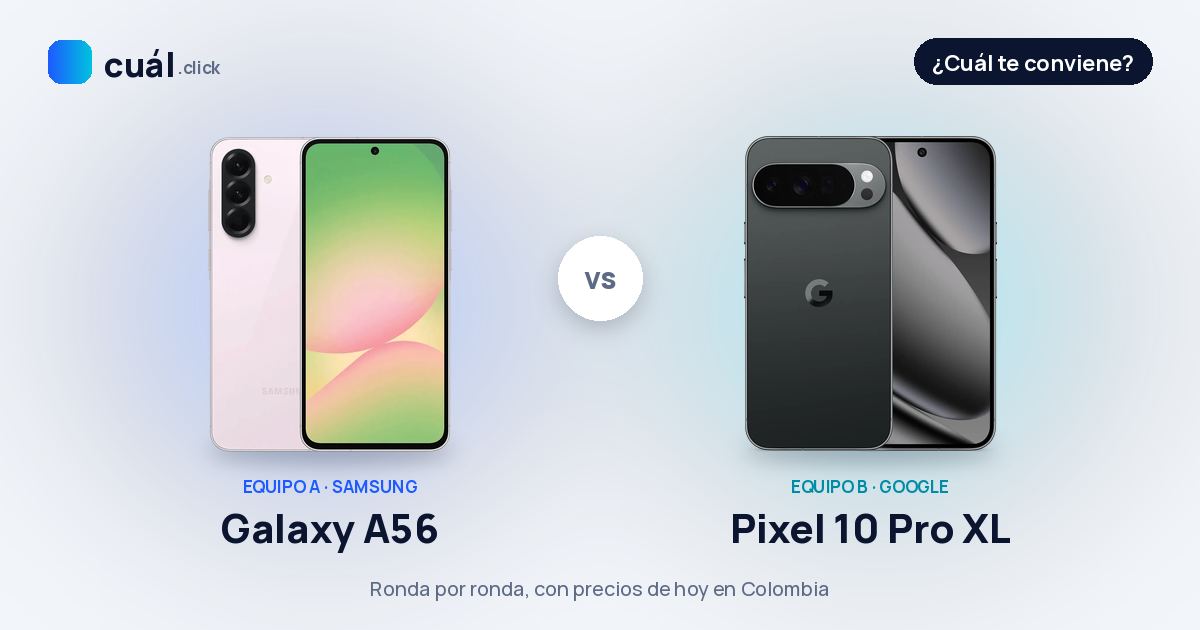 cuál.click
¿Cuál te conviene?
VS
SAMSUN
EQUIPO A · SAMSUNG
EQUIPO B · GOOGLE
Galaxy A56
Pixel 10 Pro XL
Ronda por ronda, con precios de hoy en Colombia